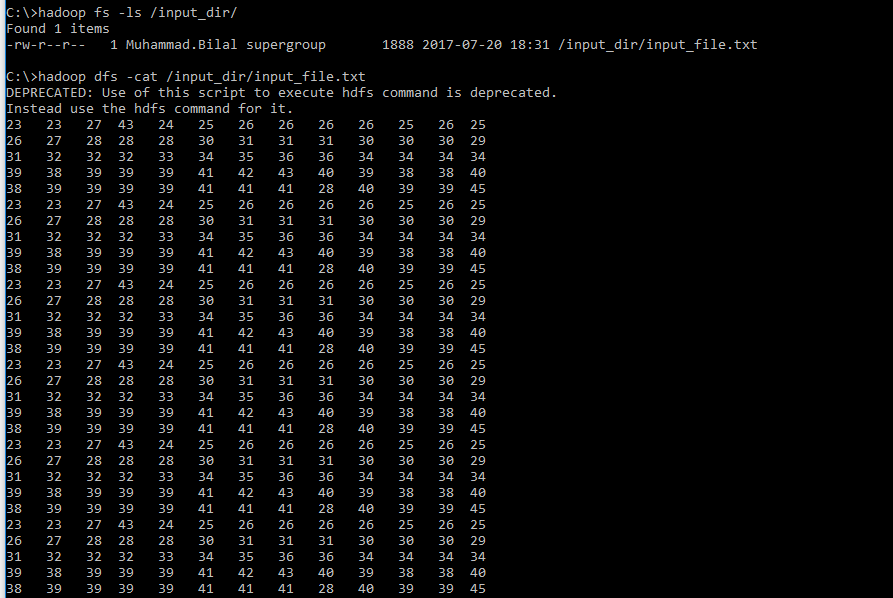 C:\>hadoop fs -ls /input_dir/
Found 1 items
-rw-r--r--   1 Muhammad.Bilal supergroup       1888 2017-07-20 18:31 /input_dir/input_file.txt
C:\>hadoop dfs -cat /input_dir/input_file.txt
DEPRECATED: Use of this script to execute hdfs command is deprecated.
Instead use the hdfs command for it.
23   23   27  43   24   25   26   26   26   26   25   26  25
26   27   28  28   28   30   31   31   31   30   30   30  29
31   32   32  32   33   34   35   36   36   34   34   34  34
39   38   39  39   39   41   42   43   40   39   38   38  40
38   39   39  39   39   41   41   41   28   40   39   39  45
23   23   27  43   24   25   26   26   26   26   25   26  25
26   27   28  28   28   30   31   31   31   30   30   30  29
31   32   32  32   33   34   35   36   36   34   34   34  34
39   38   39  39   39   41   42   43   40   39   38   38  40
38   39   39  39   39   41   41   41   28   40   39   39  45
23   23   27  43   24   25   26   26   26   26   25   26  25
26   27   28  28   28   30   31   31   31   30   30   30  29
31   32   32  32   33   34   35   36   36   34   34   34  34
39   38   39  39   39   41   42   43   40   39   38   38  40
38   39   39  39   39   41   41   41   28   40   39   39  45
23   23   27  43   24   25   26   26   26   26   25   26  25
26   27   28  28   28   30   31   31   31   30   30   30  29
31   32   32  32   33   34   35   36   36   34   34   34  34
39   38   39  39   39   41   42   43   40   39   38   38  40
38   39   39  39   39   41   41   41   28   40   39   39  45
23   23   27  43   24   25   26   26   26   26   25   26  25
26   27   28  28   28   30   31   31   31   30   30   30  29
31   32   32  32   33   34   35   36   36   34   34   34  34
39   38   39  39   39   41   42   43   40   39   38   38  40
38   39   39  39   39   41   41   41   28   40   39   39  45
23   23   27  43   24   25   26   26   26   26   25   26  25
26   27   28  28   28   30   31   31   31   30   30   30  29
31   32   32  32   33   34   35   36   36   34   34   34  34
39   38   39  39   39   41   42   43   40   39   38   38  40
38   39   39  39   39   41   41   41   28   40   39   39  45